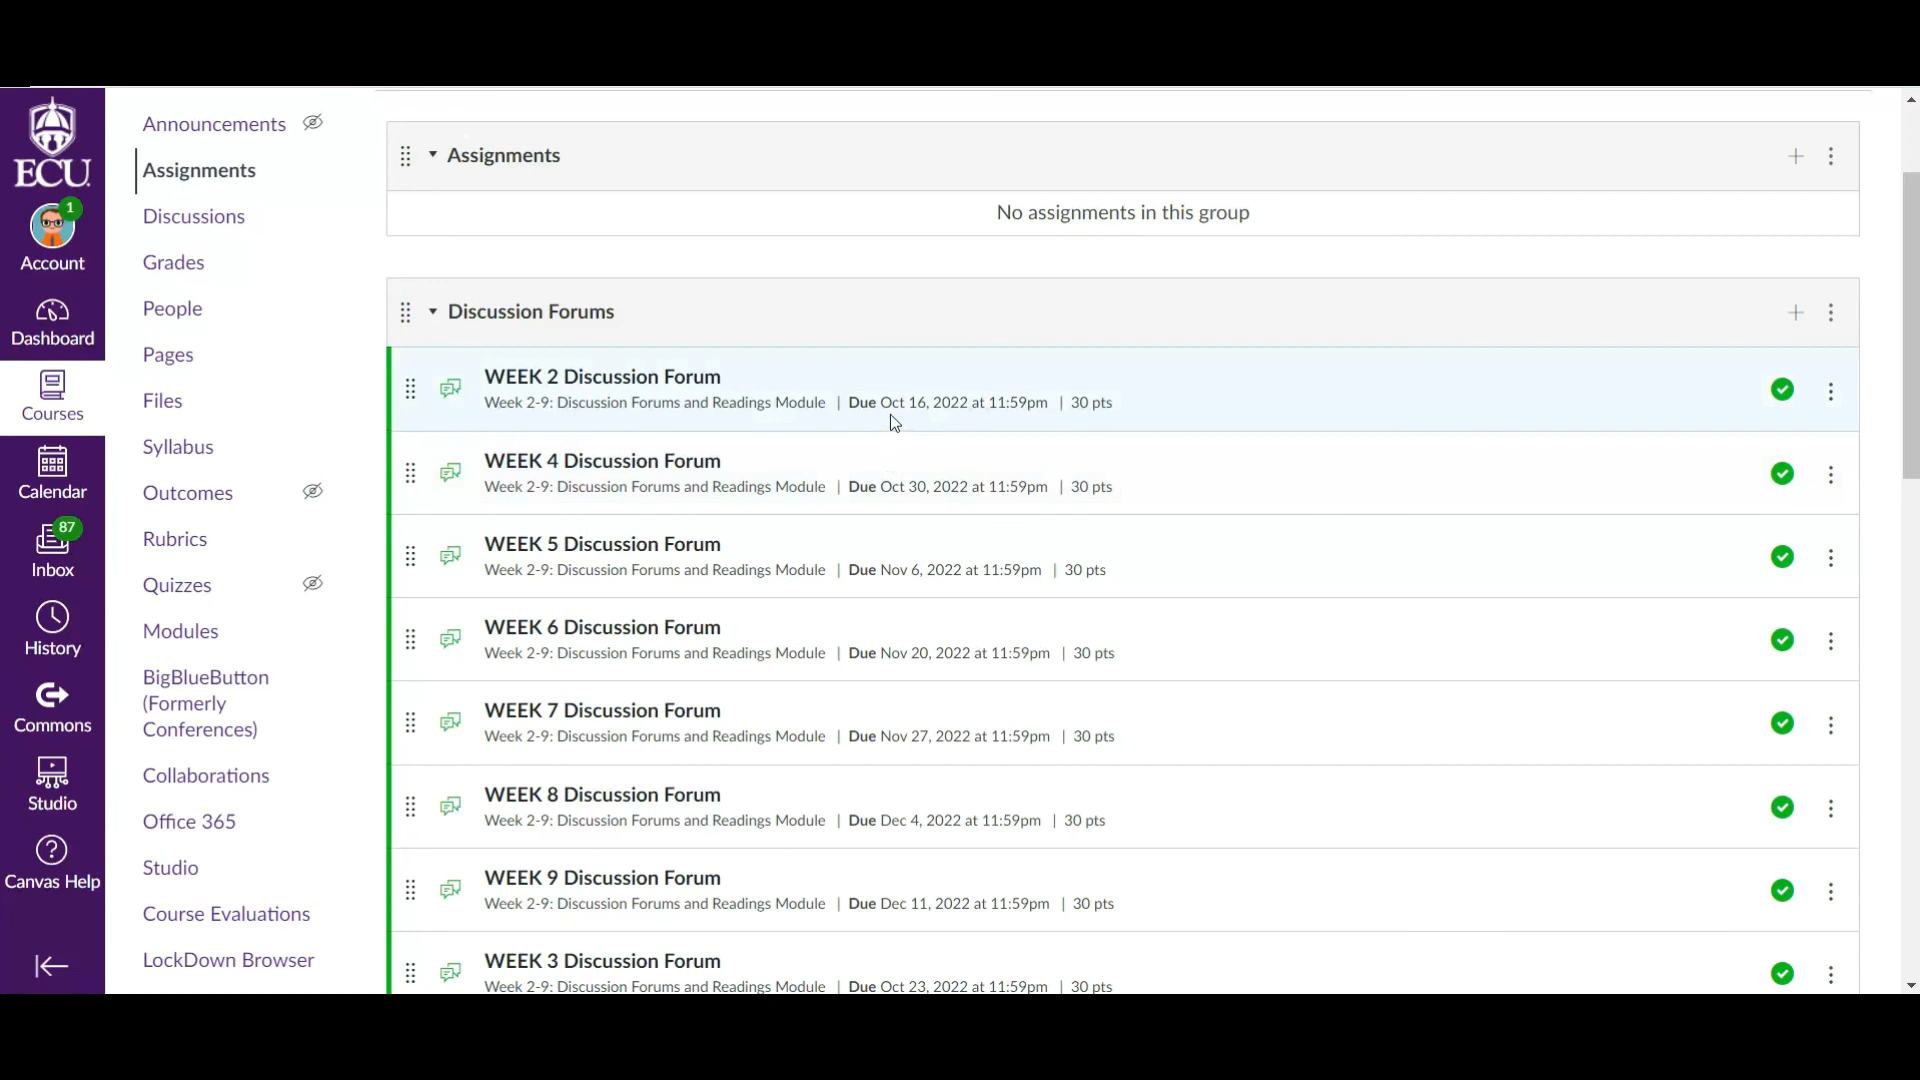 ECU
1
Account
Dashboard
Courses
Calendar
87
Inbox
History
Commons
Studio
Canvas Help
Announcements
Assignments
Discussions
Grades
People
Pages
Files
Syllabus
Outcomes
Rubrics
Quizzes
Modules
BigBlueButton
(Formerly
Conferences)
Collaborations
Office 365
Studio
Course Evaluations
LockDown Browser
Assignments
No assignments in this group
Discussion Forums
WEEK 2 Discussion Forum
Week 2-9: Discussion Forums and Readings Module | Due Oct 16, 2022 at 11:59pm | 30 pts
WEEK 4 Discussion Forum
Week 2-9: Discussion Forums and Readings Module | Due Oct 30, 2022 at 11:59pm | 30 pts
WEEK 5 Discussion Forum
Week 2-9: Discussion Forums and Readings Module | Due Nov 6, 2022 at 11:59pm | 30 pts
WEEK 6 Discussion Forum
Week 2-9: Discussion Forums and Readings Module | Due Nov 20, 2022 at 11:59pm | 30 pts
WEEK 7 Discussion Forum
Week 2-9: Discussion Forums and Readings Module | Due Nov 27, 2022 at 11:59pm | 30 pts
WEEK 8 Discussion Forum
Week 2-9: Discussion Forums and Readings Module | Due Dec 4, 2022 at 11:59pm | 30 pts
WEEK 9 Discussion Forum
Week 2-9: Discussion Forums and Readings Module | Due Dec 11, 2022 at 11:59pm | 30 pts
WEEK 3 Discussion Forum
Week 2-9: Discussion Forums and Readings Module | Due Oct 23, 2022 at 11:59pm | 30 pts